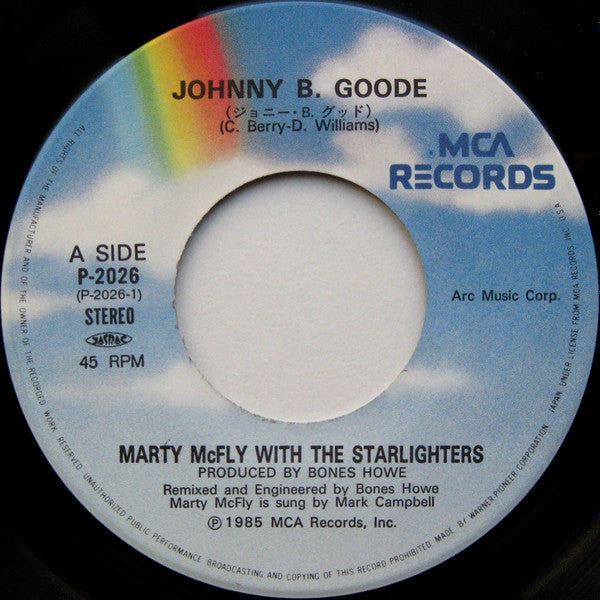 JOHNNY B. GOODE
(ジョニー・B. グッド)
(C. Berry-D. Williams)
MCA
RECORDS
A SIDE
P-2026
(P-2026-1)
STEREO
JASRAC
45 RPM
Arc Music Corp.
MARTY McFLY WITH THE STARLIGHTERS
PRODUCED BY BONES HOWE
Remixed and Engineered by Bones Howe
Marty McFly is sung by Mark Campbell
Ⓟ 1985 MCA Records, Inc.
ALL RIGHTS OF THE MANUFACTURER AND OF THE OWNER OF THE RECORDED WORK RESERVED UNAUTHORIZED PUBLIC PERFORMANCE BROADCASTING AND COPYING OF THIS RECORD PROHIBITED MADE BY WARNER-PIONEER CORPORATION, JAPAN UNDER LICENSE FROM MCA RECORDS, INC. U.S.A.